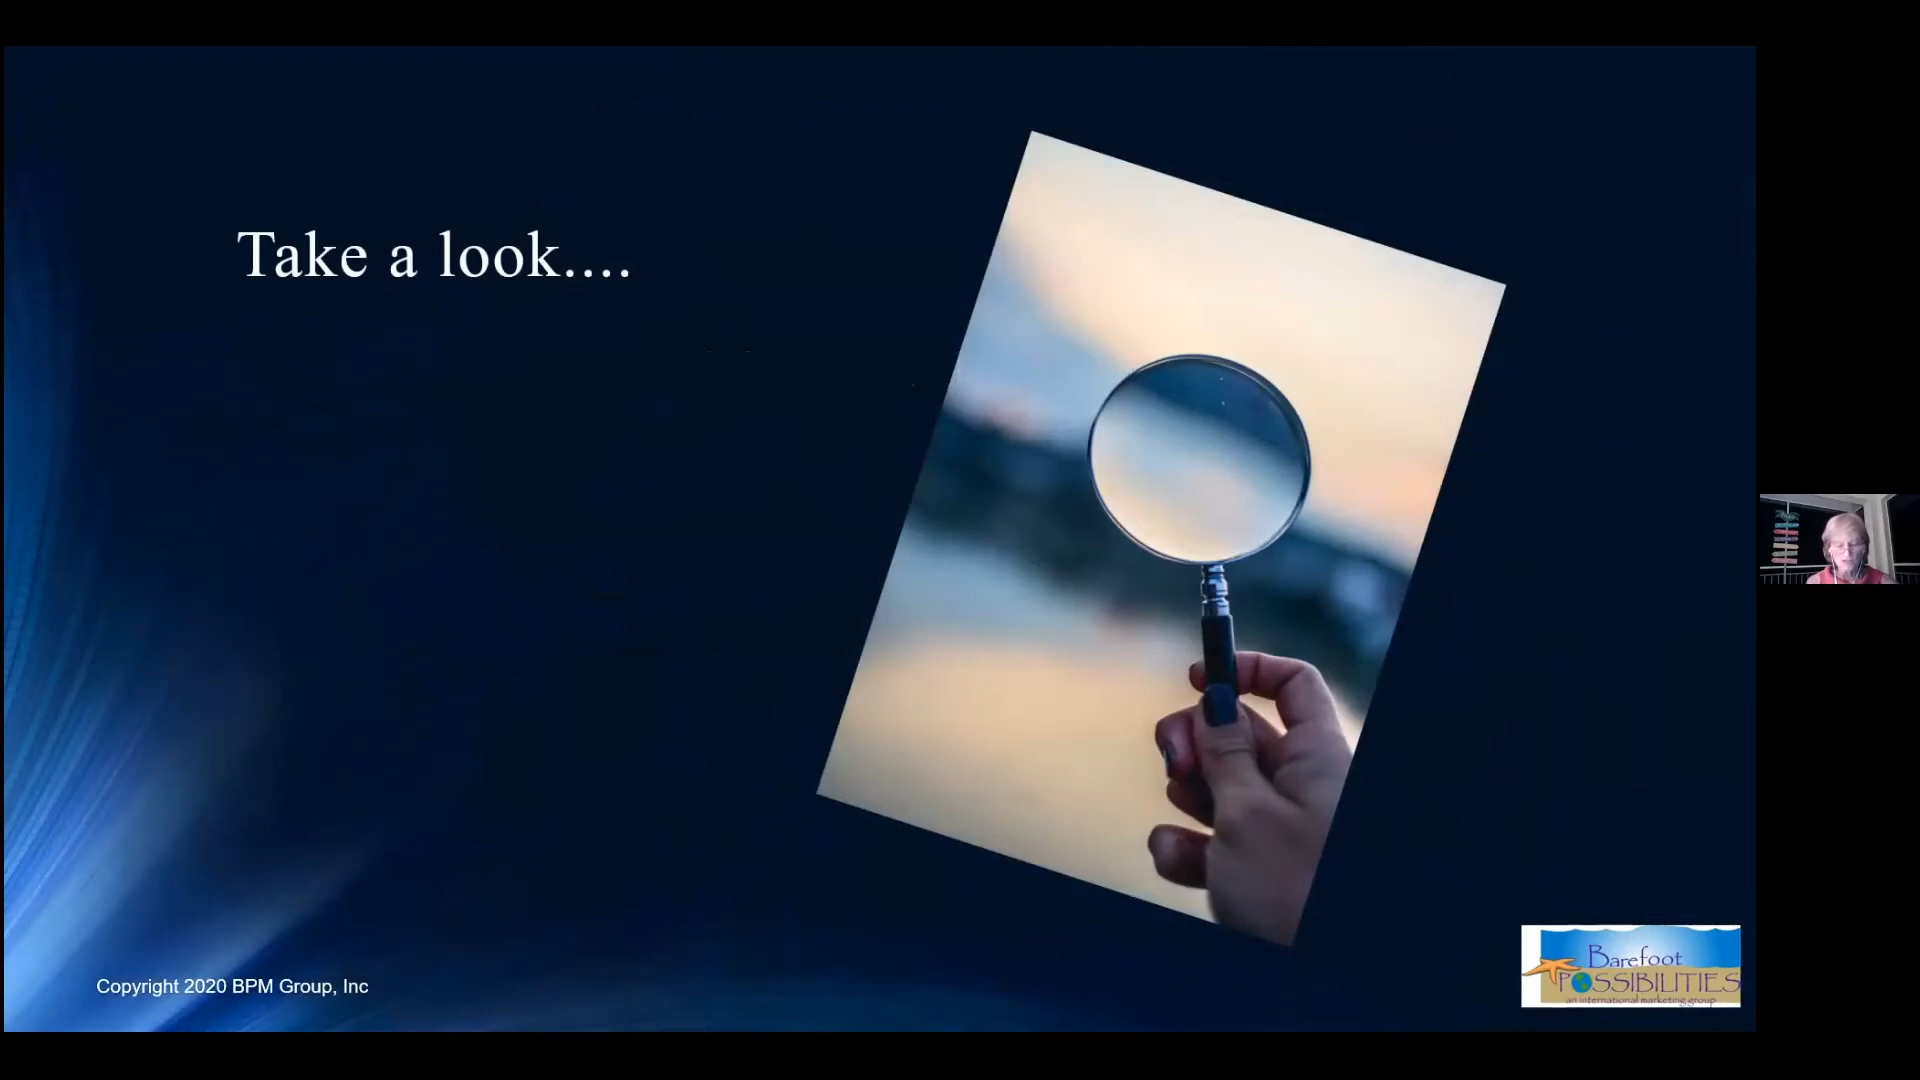 Take a look....
Copyright 2020 BPM Group, Inc
Barefoot
POSSIBILITIES
an international marketing group